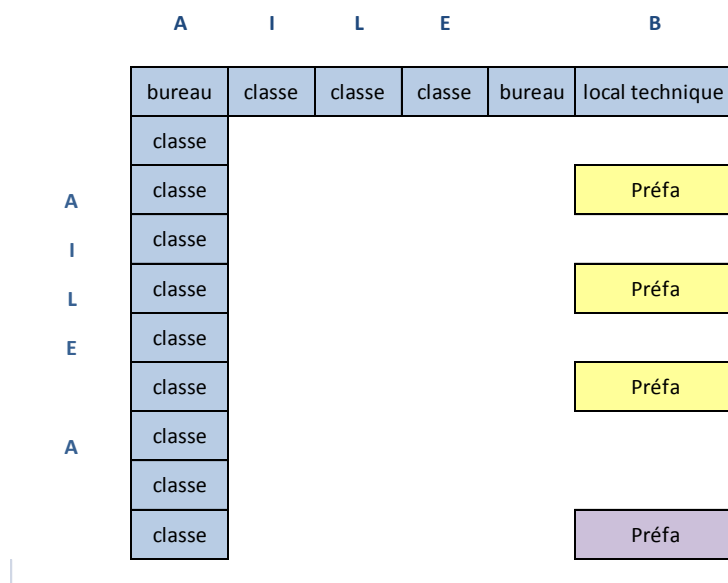 A I L E B
bureau classe classe classe bureau local technique
classe
A classe Préfa
I classe
L classe Préfa
E classe
classe Préfa
A classe
classe
classe Préfa